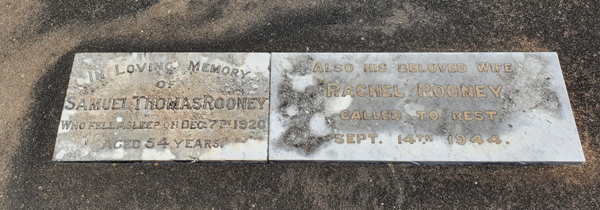 IN LOVING MEMORY
OF
SAMUEL THOMAS ROONEY
WHO FELL ASLEEP ON DEC. 7TH 1920
AGED 54 YEARS.
ALSO HIS BELOVED WIFE
RACHEL ROONEY
CALLED TO REST
SEPT. 14TH 1944.